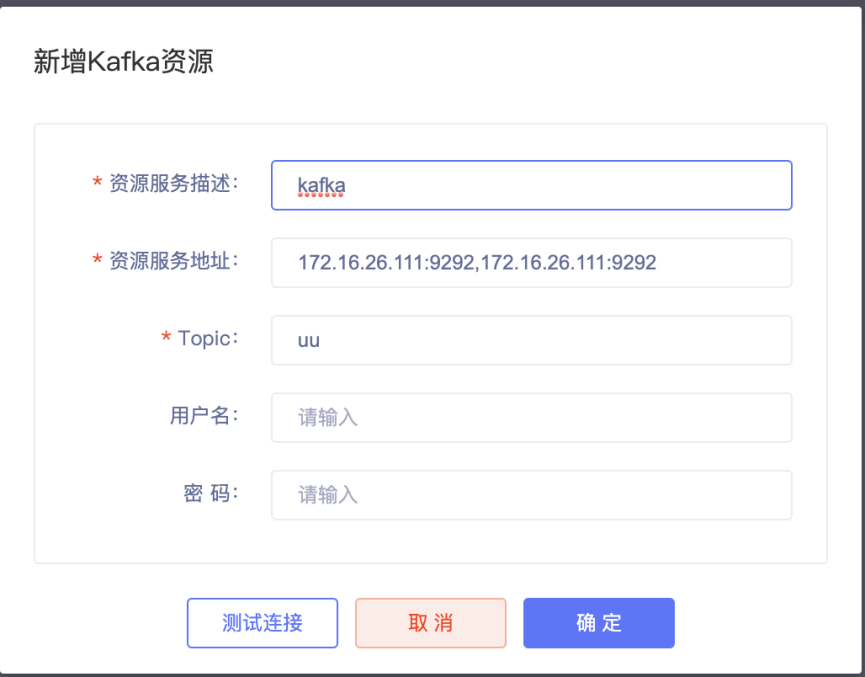 新增Kafka资源
* 资源服务描述: kafka
* 资源服务地址: 172.16.26.111:9292,172.16.26.111:9292
* Topic: uu
用户名: 请输入
密 码: 请输入
测试连接 取 消 确 定